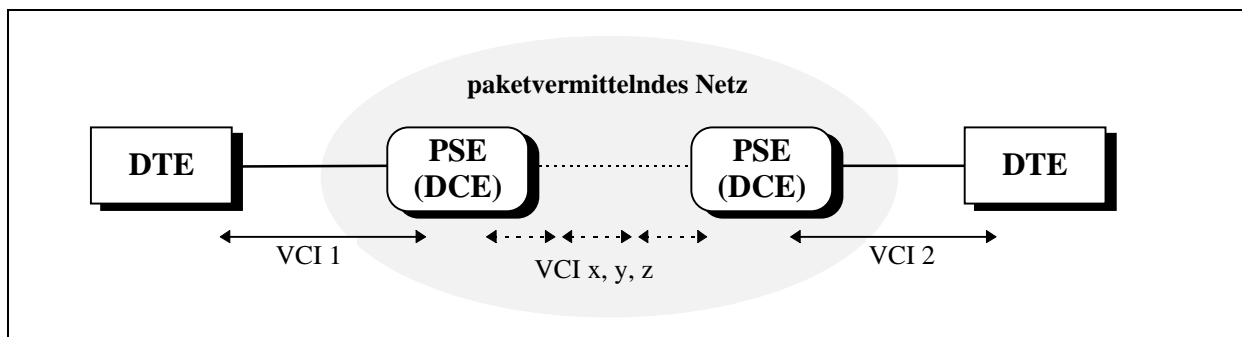 paketvermittelndes Netz
DTE
PSE
(DCE)
PSE
(DCE)
DTE
VCI 1
VCI x, y, z
VCI 2